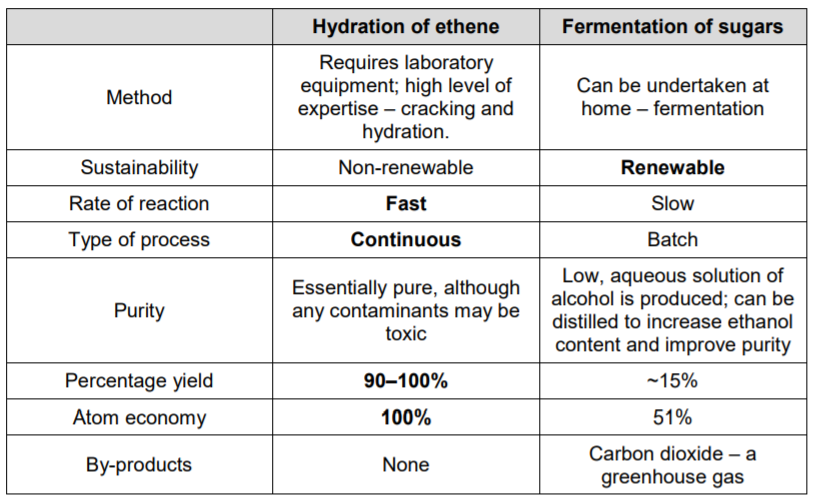 Hydration of ethene
Fermentation of sugars
Method
Requires laboratory
equipment; high level of
expertise – cracking and
hydration.
Can be undertaken at
home – fermentation
Sustainability
Non-renewable
Renewable
Rate of reaction
Fast
Slow
Type of process
Continuous
Batch
Purity
Essentially pure, although
any contaminants may be
toxic
Low, aqueous solution of
alcohol is produced; can be
distilled to increase ethanol
content and improve purity
Percentage yield
90–100%
~15%
Atom economy
100%
51%
By-products
None
Carbon dioxide – a
greenhouse gas